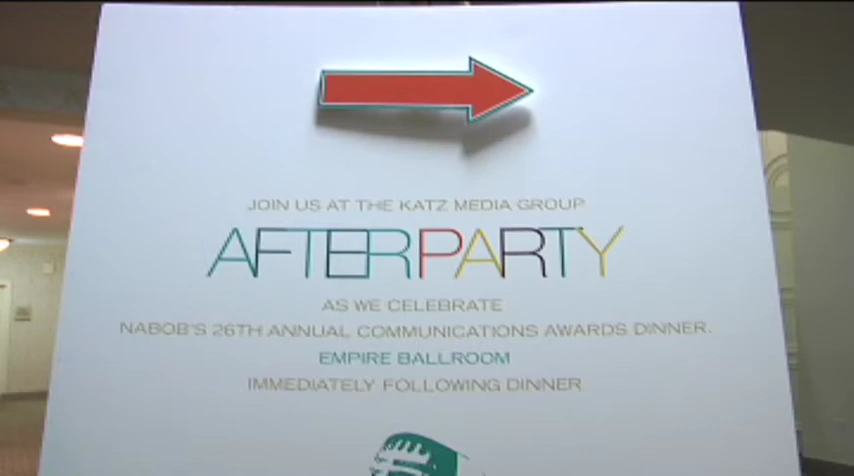 JOIN US AT THE KATZ MEDIA GROUP
AFTERPARTY
AS WE CELEBRATE
NABOB'S 26TH ANNUAL COMMUNICATIONS AWARDS DINNER.
EMPIRE BALLROOM
IMMEDIATELY FOLLOWING DINNER